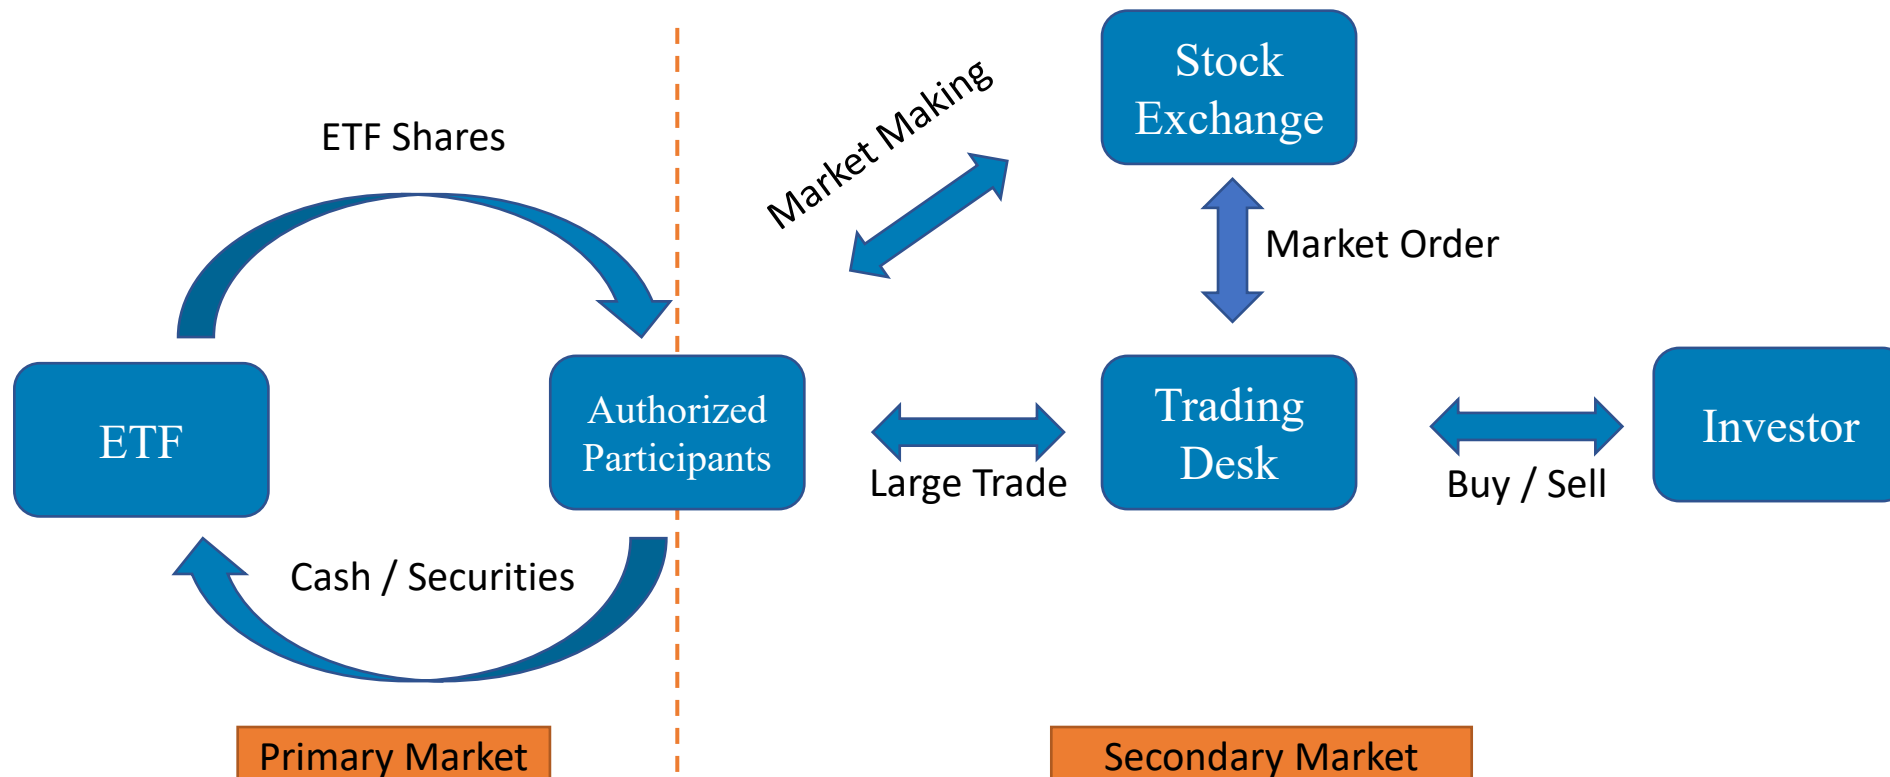 Stock
Exchange
Market Making
ETF Shares
Market Order
ETF
Authorized
Participants
Large Trade
Trading
Desk
Buy / Sell
Investor
Cash / Securities
Primary Market
Secondary Market